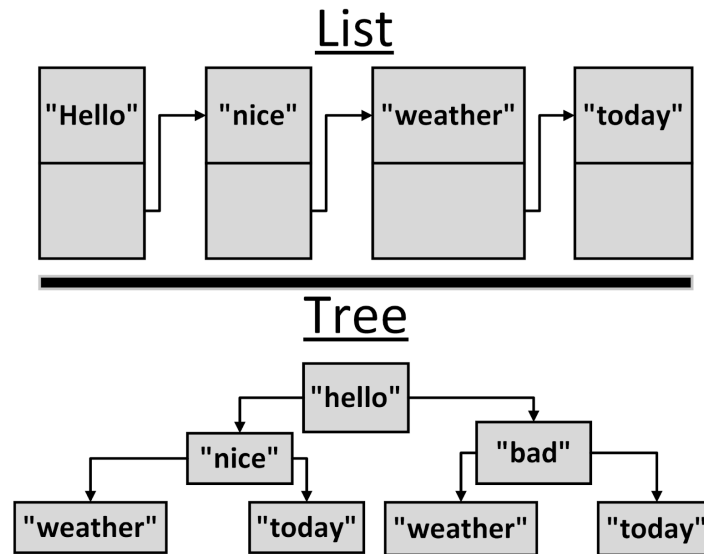 List
"Hello" "nice" "weather" "today"
Tree
"hello"
"nice" "bad"
"weather" "today" "weather" "today"